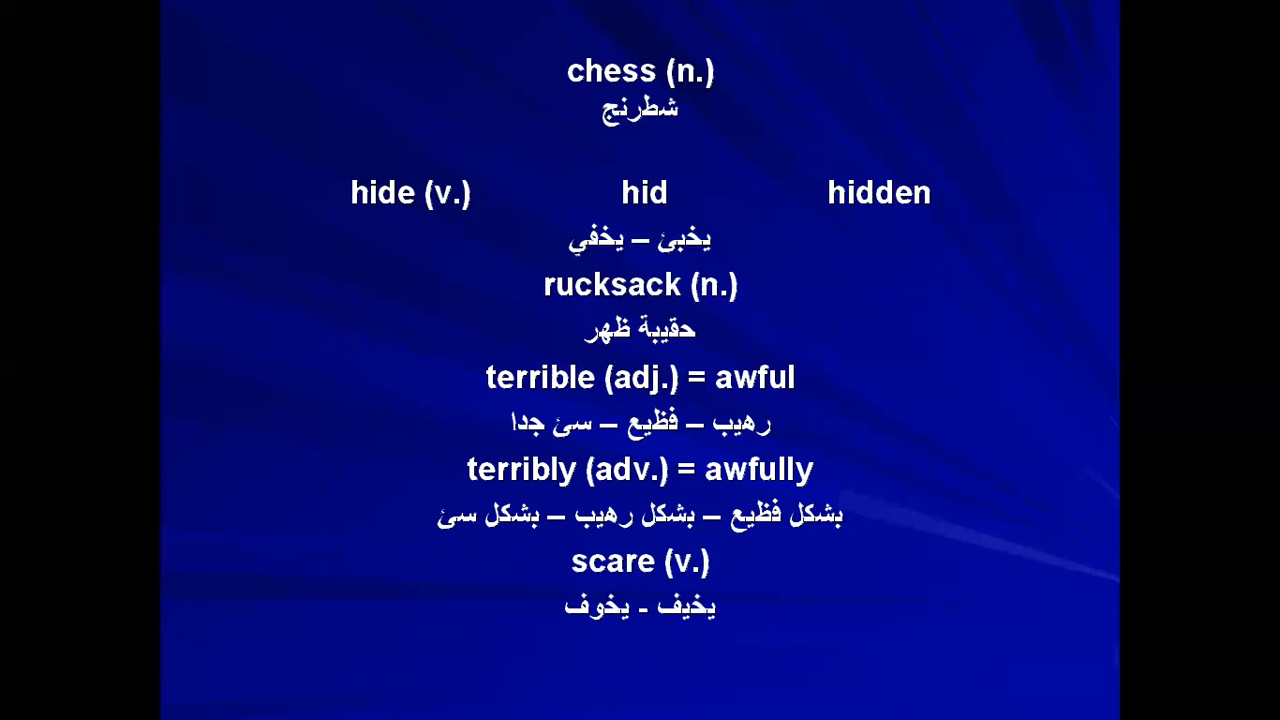 chess (n.)
شطرنج
hide (v.) hid hidden
يخبئ – يخفي
rucksack (n.)
حقيبة ظهر
terrible (adj.) = awful
رهيب – فظيع – سئ جدا
terribly (adv.) = awfully
بشكل فظيع – بشكل رهيب – بشكل سئ
scare (v.)
يخيف - يخوف